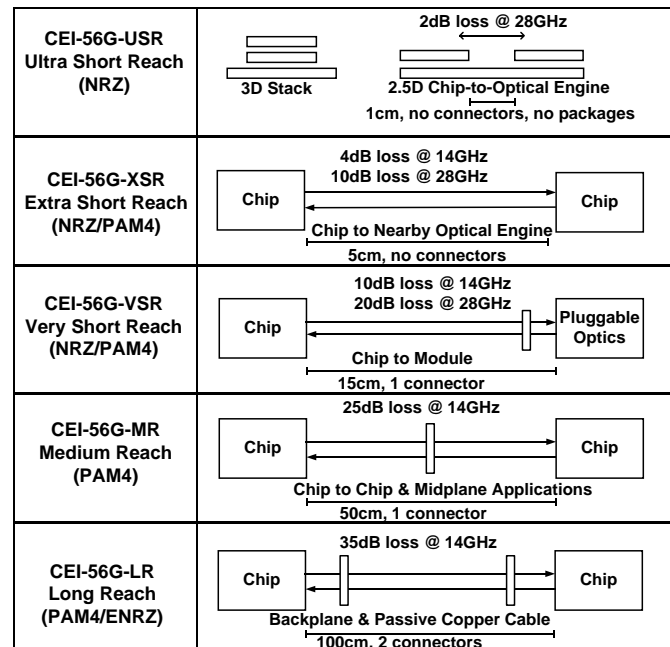 CEI-56G-USR
Ultra Short Reach
(NRZ)
2dB loss @ 28GHz
3D Stack
2.5D Chip-to-Optical Engine
1cm, no connectors, no packages
CEI-56G-XSR
Extra Short Reach
(NRZ/PAM4)
4dB loss @ 14GHz
10dB loss @ 28GHz
Chip
Chip
Chip to Nearby Optical Engine
5cm, no connectors
CEI-56G-VSR
Very Short Reach
(NRZ/PAM4)
10dB loss @ 14GHz
20dB loss @ 28GHz
Chip
Pluggable
Optics
Chip to Module
15cm, 1 connector
CEI-56G-MR
Medium Reach
(PAM4)
25dB loss @ 14GHz
Chip
Chip
Chip to Chip & Midplane Applications
50cm, 1 connector
CEI-56G-LR
Long Reach
(PAM4/ENRZ)
35dB loss @ 14GHz
Chip
Chip
Backplane & Passive Copper Cable
100cm, 2 connectors